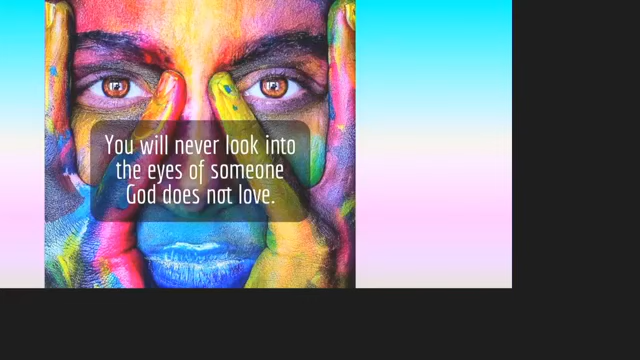 You will never look into
the eyes of someone
God does not love.